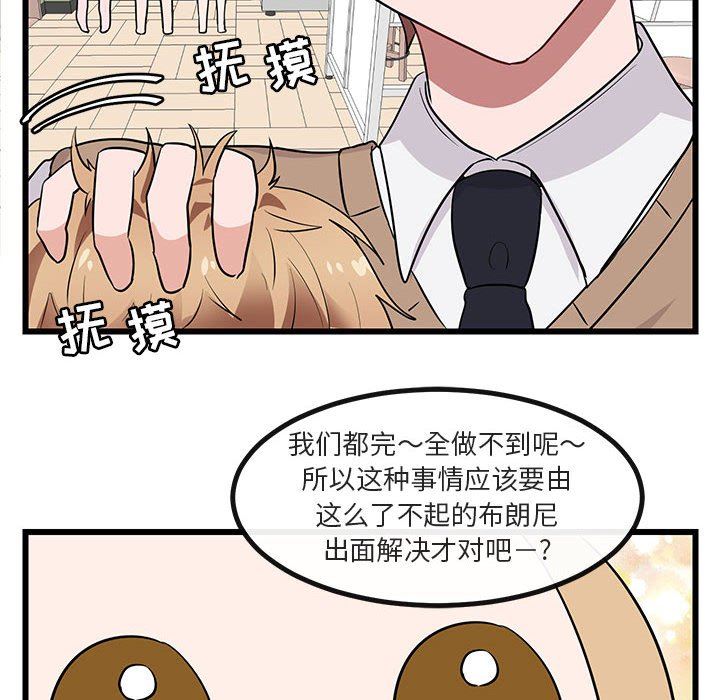 抚摸
抚摸
我们都完～全做不到呢～
所以这种事情应该要由
这么了不起的布朗尼
出面解决才对吧－?